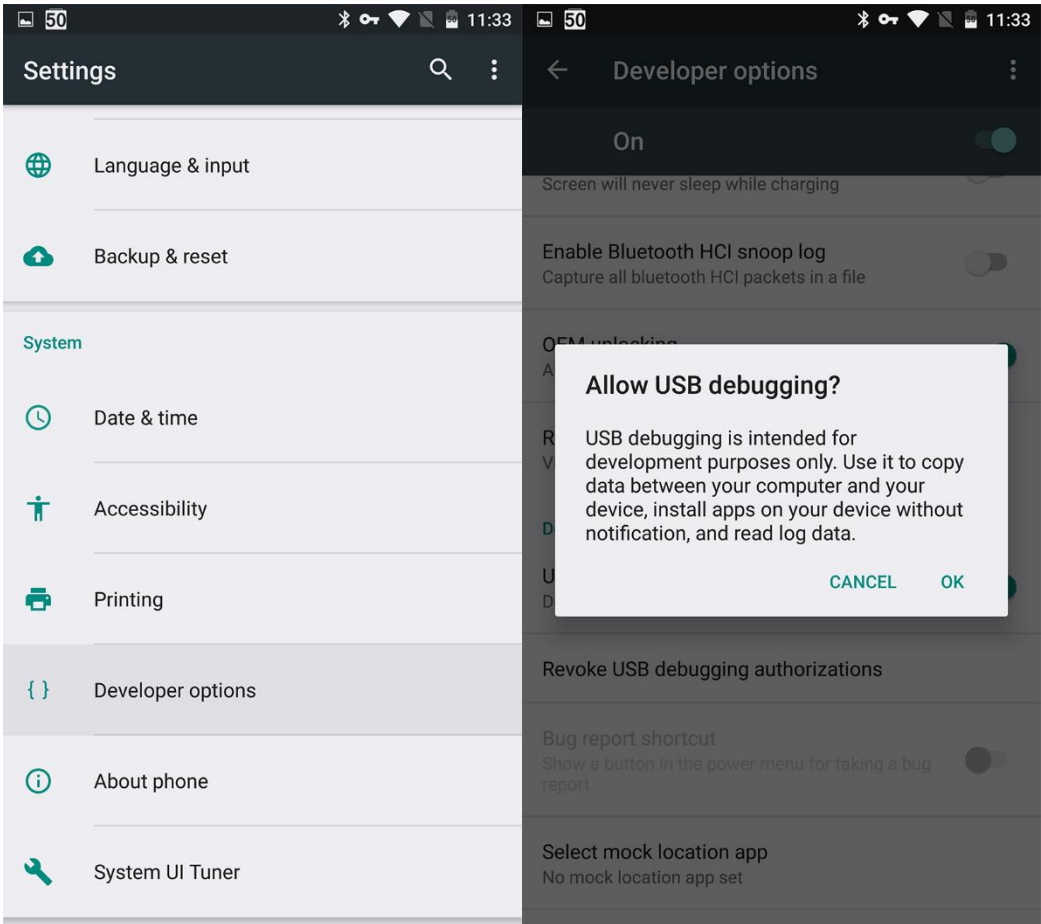 50
50 11:33
Settings
Language & input
Backup & reset
System
Date & time
Accessibility
Printing
{ } Developer options
About phone
System UI Tuner
50
50 11:33
Developer options
On
Screen will never sleep while charging
Enable Bluetooth HCI snoop log
Capture all bluetooth HCI packets in a file
OEM unlocking
A
Allow USB debugging?
R
USB debugging is intended for
V
development purposes only. Use it to copy
data between your computer and your
device, install apps on your device without
D
notification, and read log data.
U
CANCEL OK
D
Revoke USB debugging authorizations
Bug report shortcut
Show a button in the power menu for taking a bug
report
Select mock location app
No mock location app set